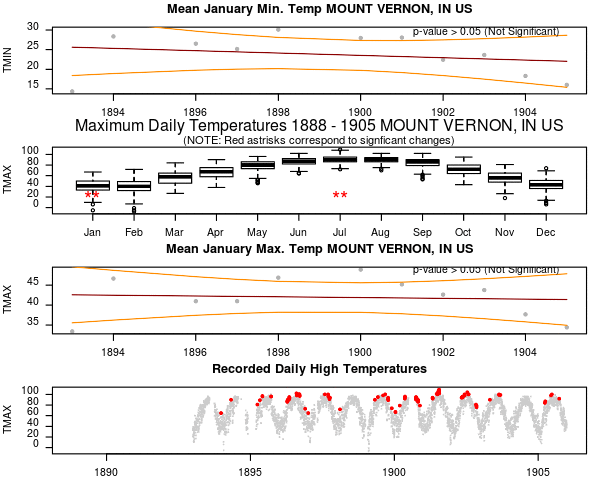 Mean January Min. Temp MOUNT VERNON, IN US
p-value > 0.05 (Not Significant)
TMIN
30
25
20
15
1894 1896 1898 1900 1902 1904
Maximum Daily Temperatures 1888 - 1905 MOUNT VERNON, IN US
(NOTE: Red astrisks correspond to signficant changes)
TMAX
100
80
60
40
20
0
** **
Jan Feb Mar Apr May Jun Jul Aug Sep Oct Nov Dec
Mean January Max. Temp MOUNT VERNON, IN US
p-value > 0.05 (Not Significant)
TMAX
45
40
35
1894 1896 1898 1900 1902 1904
Recorded Daily High Temperatures
TMAX
100
80
60
40
20
0
1890 1895 1900 1905